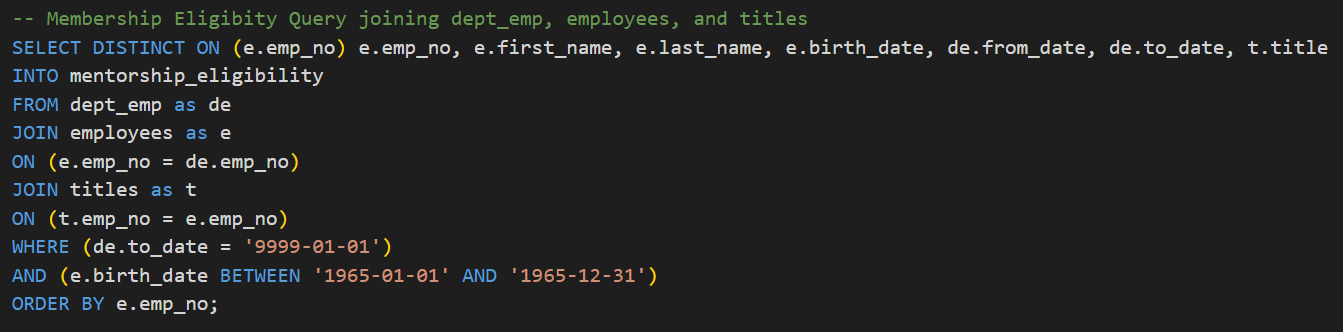 -- Membership Eligibity Query joining dept_emp, employees, and titles
SELECT DISTINCT ON (e.emp_no) e.emp_no, e.first_name, e.last_name, e.birth_date, de.from_date, de.to_date, t.title
INTO mentorship_eligibility
FROM dept_emp as de
JOIN employees as e
ON (e.emp_no = de.emp_no)
JOIN titles as t
ON (t.emp_no = e.emp_no)
WHERE (de.to_date = '9999-01-01')
AND (e.birth_date BETWEEN '1965-01-01' AND '1965-12-31')
ORDER BY e.emp_no;